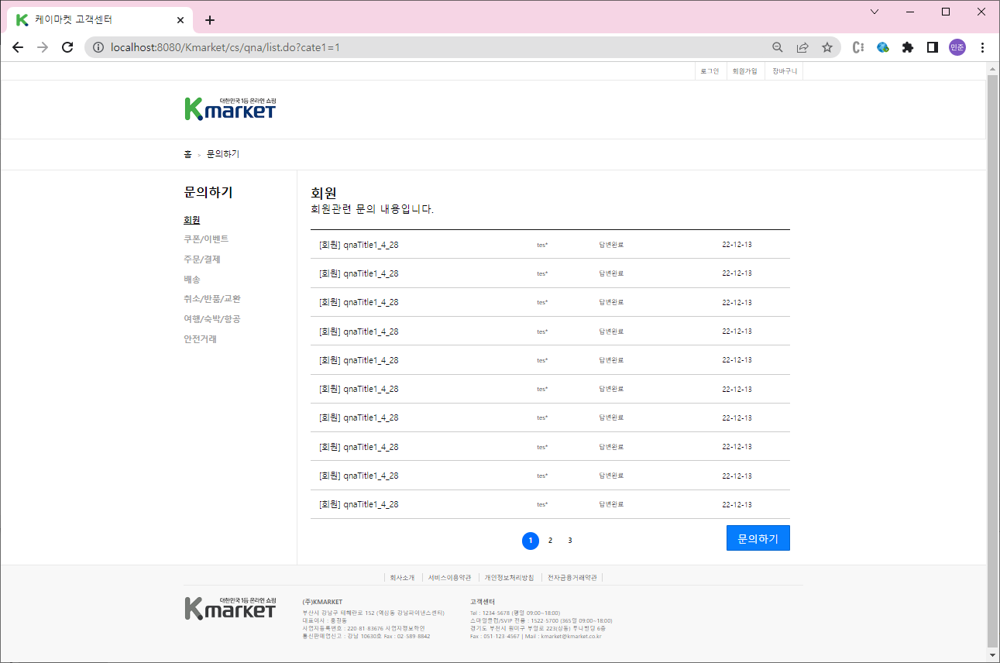 케이마켓 고객센터
localhost:8080/Kmarket/cs/qna/list.do?cate1=1
민준
로그인 회원가입 장바구니
대한민국 1등 온라인 쇼핑
Kmarket
홈 > 문의하기
문의하기
회원
쿠폰/이벤트
주문/결제
배송
취소/반품/교환
여행/숙박/항공
안전거래
회원
회원관련 문의 내용입니다.
[회원] qnaTitle1_4_28 tes* 답변완료 22-12-13
[회원] qnaTitle1_4_28 tes* 답변완료 22-12-13
[회원] qnaTitle1_4_28 tes* 답변완료 22-12-13
[회원] qnaTitle1_4_28 tes* 답변완료 22-12-13
[회원] qnaTitle1_4_28 tes* 답변완료 22-12-13
[회원] qnaTitle1_4_28 tes* 답변완료 22-12-13
[회원] qnaTitle1_4_28 tes* 답변완료 22-12-13
[회원] qnaTitle1_4_28 tes* 답변완료 22-12-13
[회원] qnaTitle1_4_28 tes* 답변완료 22-12-13
[회원] qnaTitle1_4_28 tes* 답변완료 22-12-13
1 2 3
문의하기
회사소개 서비스이용약관 개인정보처리방침 전자금융거래약관
대한민국 1등 온라인 쇼핑
Kmarket
(주)KMARKET
부산시 강남구 테헤란로 152 (역삼동 강남파이낸스센터)
대표이사 : 홍길동
사업자등록번호 : 220-81-83676 사업자정보확인
통신판매업신고 : 강남 10630호 Fax : 02-589-8842
고객센터
Tel : 1234-5678 (평일 09:00~18:00)
스마일클럽/SVIP 전용 : 1522-5700 (365일 09:00~18:00)
경기도 부천시 원미구 부일로 223(상동) 투나빌딩 6층
Fax : 051-123-4567 | Mail : kmarket@kmarket.co.kr